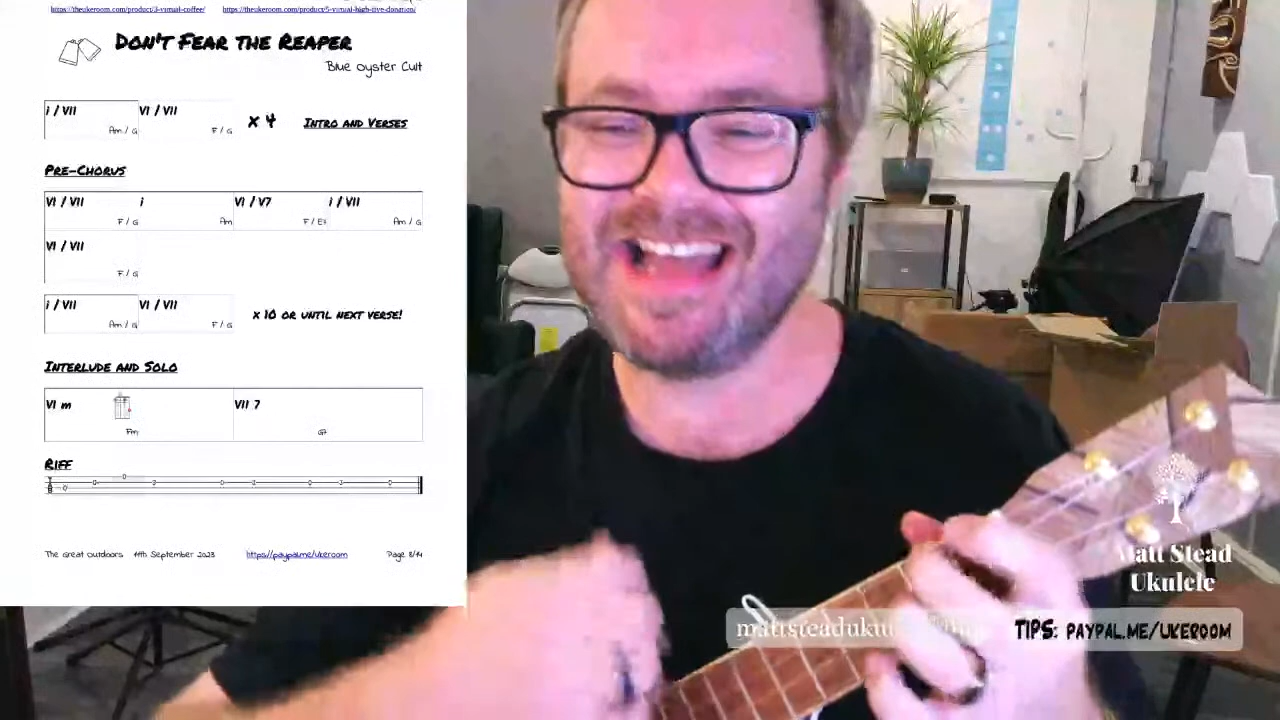 https://theukeroom.com/product/3-virtual-coffee/ https://theukeroom.com/product/5-virtual-high-five-donation/
Don't Fear the Reaper
Blue Oyster Cult
i / VII VI / VII
Am / G F / G
x 4 Intro and Verses
Pre-Chorus
VI / VII i VI / V7 i / VII
F / G Am F / E7 Am / G
VI / VII
F / G
i / VII VI / VII
Am / G F / G
x 10 or until next verse!
Interlude and Solo
VI m VII 7
Fm G7
Riff
The Great Outdoors 11th September 2023 https://paypal.me/ukeroom Page 8/14
Matt Stead
Ukulele
TIPS: PAYPAL.ME/UKEROOM